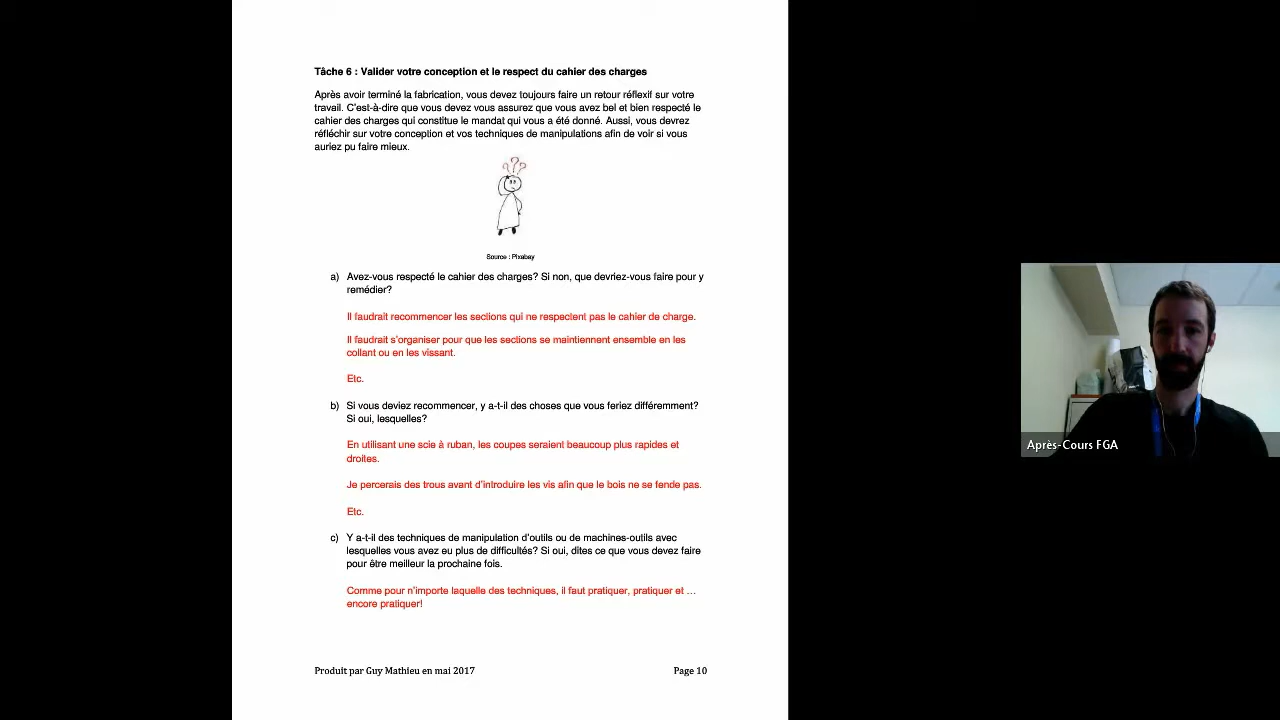 Tâche 6 : Valider votre conception et le respect du cahier des charges
Après avoir terminé la fabrication, vous devez toujours faire un retour réflexif sur votre
travail. C'est-à-dire que vous devez vous assurez que vous avez bel et bien respecté le
cahier des charges qui constitue le mandat qui vous a été donné. Aussi, vous devrez
réfléchir sur votre conception et vos techniques de manipulations afin de voir si vous
auriez pu faire mieux.
Source : Pixabay
a) Avez-vous respecté le cahier des charges? Si non, que devriez-vous faire pour y
remédier?
Il faudrait recommencer les sections qui ne respectent pas le cahier de charge.
Il faudrait s'organiser pour que les sections se maintiennent ensemble en les
collant ou en les vissant.
Etc.
b) Si vous deviez recommencer, y a-t-il des choses que vous feriez différemment?
Si oui, lesquelles?
En utilisant une scie à ruban, les coupes seraient beaucoup plus rapides et
droites.
Je percerais des trous avant d'introduire les vis afin que le bois ne se fende pas.
Etc.
c) Y a-t-il des techniques de manipulation d'outils ou de machines-outils avec
lesquelles vous avez eu plus de difficultés? Si oui, dites ce que vous devez faire
pour être meilleur la prochaine fois.
Comme pour n'importe laquelle des techniques, il faut pratiquer, pratiquer et …
encore pratiquer!
Produit par Guy Mathieu en mai 2017 Page 10
Après-Cours FGA